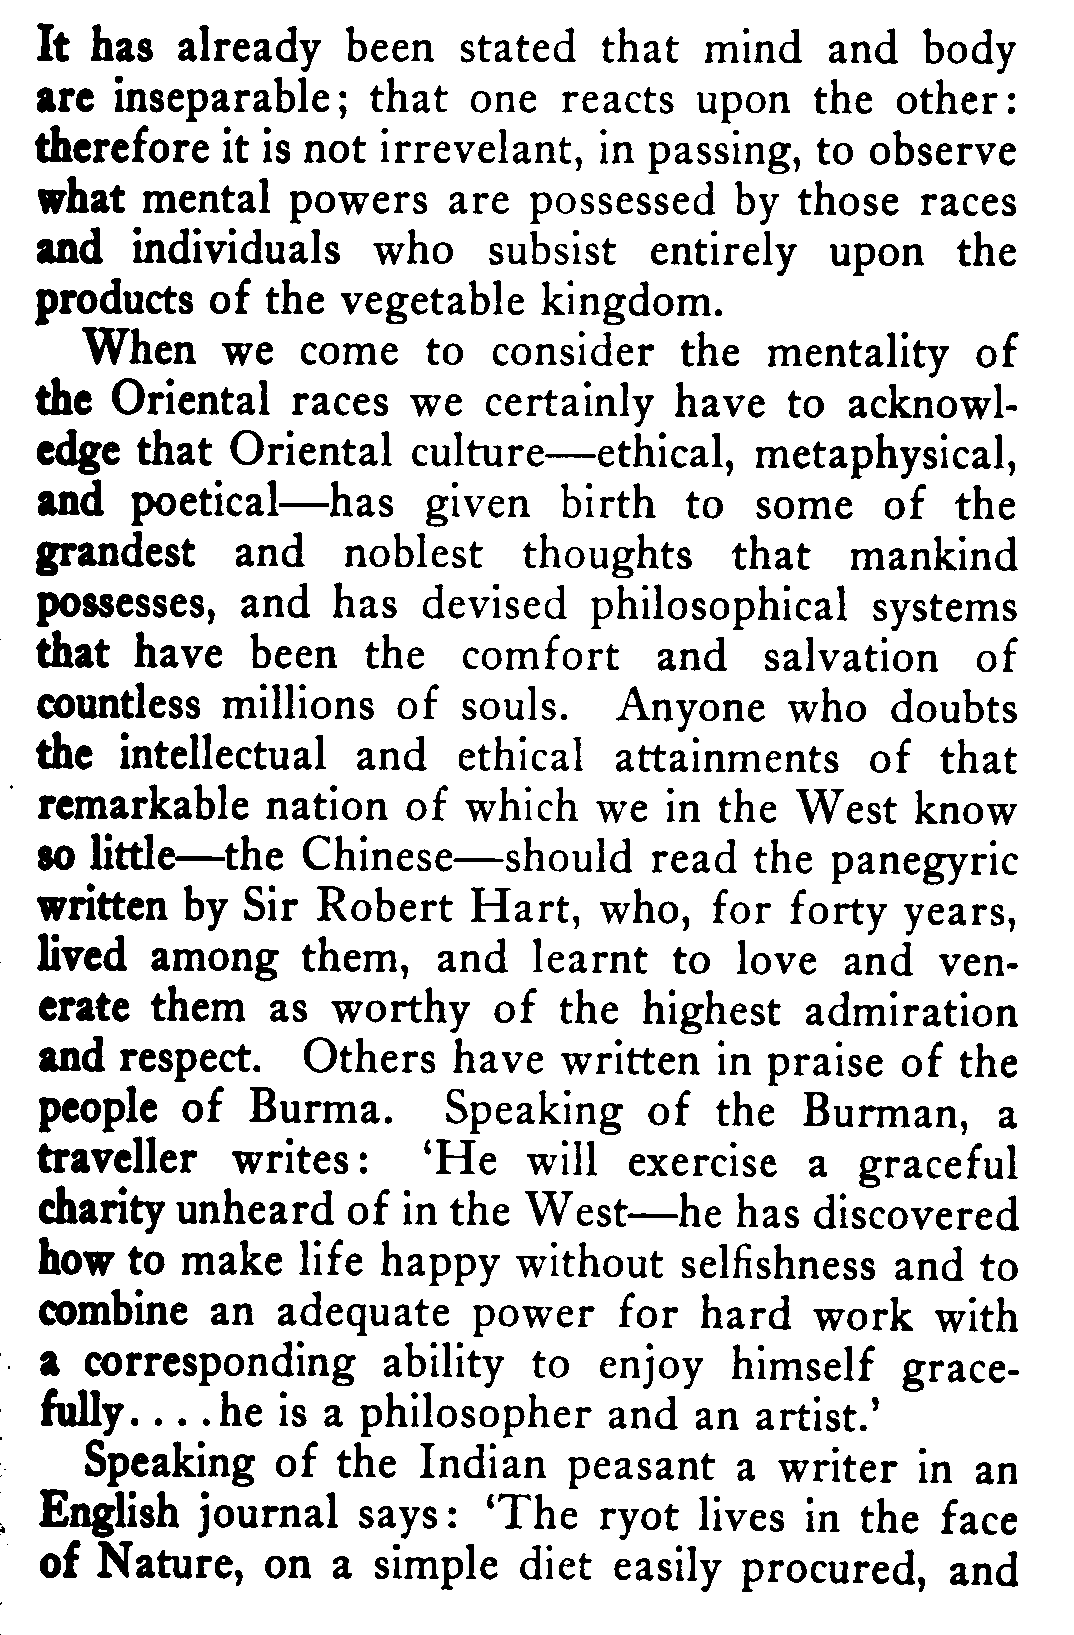 It has already been stated that mind and body
are inseparable; that one reacts upon the other:
therefore it is not irrevelant, in passing, to observe
what mental powers are possessed by those races
and individuals who subsist entirely upon the
products of the vegetable kingdom.
When we come to consider the mentality of
the Oriental races we certainly have to acknowl-
edge that Oriental culture—ethical, metaphysical,
and poetical—has given birth to some of the
grandest and noblest thoughts that mankind
possesses, and has devised philosophical systems
that have been the comfort and salvation of
countless millions of souls. Anyone who doubts
the intellectual and ethical attainments of that
remarkable nation of which we in the West know
so little—the Chinese—should read the panegyric
written by Sir Robert Hart, who, for forty years,
lived among them, and learnt to love and ven-
erate them as worthy of the highest admiration
and respect. Others have written in praise of the
people of Burma. Speaking of the Burman, a
traveller writes: ‘He will exercise a graceful
charity unheard of in the West—he has discovered
how to make life happy without selfishness and to
combine an adequate power for hard work with
a corresponding ability to enjoy himself grace-
fully....he is a philosopher and an artist.’
Speaking of the Indian peasant a writer in an
English journal says: ‘The ryot lives in the face
of Nature, on a simple diet easily procured, and